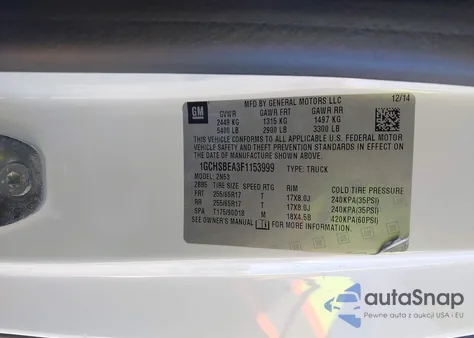 GM
MFD BY GENERAL MOTORS LLC
12/14
GVWR GAWR FRT GAWR RR
2449 KG 1315 KG 1497 KG
5400 LB 2900 LB 3300 LB
THIS VEHICLE CONFORMS TO ALL APPLICABLE U.S. FEDERAL MOTOR
VEHICLE SAFETY, BUMPER, AND THEFT PREVENTION STANDARDS IN
EFFECT ON THE DATE OF MANUFACTURE SHOWN ABOVE.
1GCHSBEA3F1153999 TYPE: TRUCK
MODEL: 2N53
2895 TIRE SIZE SPEED RTG RIM COLD TIRE PRESSURE
FRT 255/65R17 T 17X8.0J 240KPA(35PSI)
RR 255/65R17 T 17X8.0J 240KPA(35PSI)
SPA T175/80D18 M 18X4.5B 420KPA(60PSI)
SEE OWNER'S MANUAL FOR MORE INFORMATION.
autaSnap
Pewne auta z aukcji USA i EU